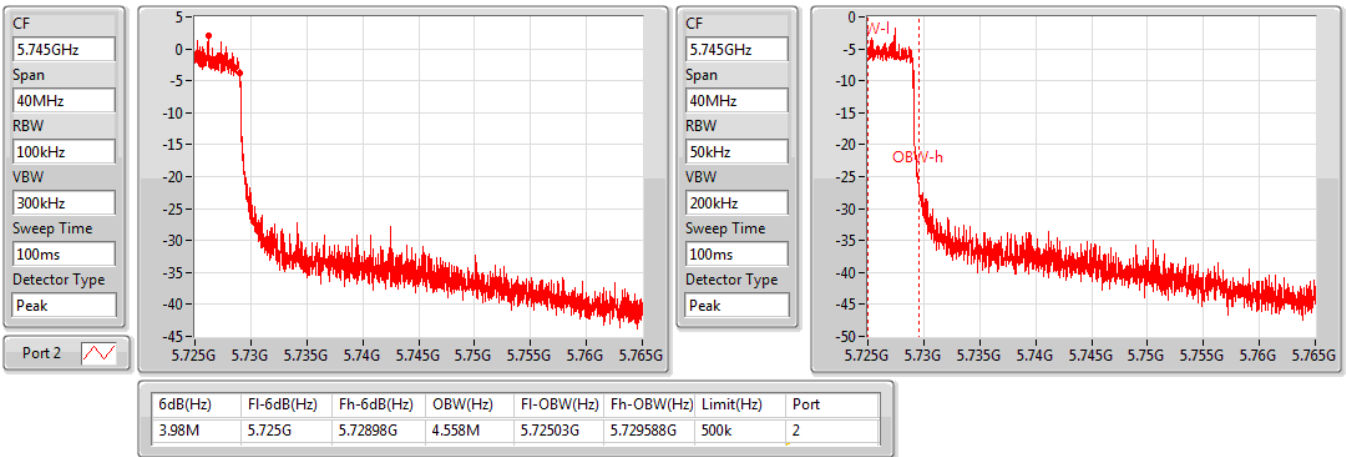 CF
5.745GHz
Span
40MHz
RBW
100kHz
VBW
300kHz
Sweep Time
100ms
Detector Type
Peak
Port 2
5
0
-5
-10
-15
-20
-25
-30
-35
-40
-45
5.725G 5.73G 5.735G 5.74G 5.745G 5.75G 5.755G 5.76G 5.765G
CF
5.745GHz
Span
40MHz
RBW
50kHz
VBW
200kHz
Sweep Time
100ms
Detector Type
Peak
0
-5
-10
-15
-20
-25
-30
-35
-40
-45
-50
W-l
OBW-h
5.725G 5.73G 5.735G 5.74G 5.745G 5.75G 5.755G 5.76G 5.765G
6dB(Hz) Fl-6dB(Hz) Fh-6dB(Hz) OBW(Hz) Fl-OBW(Hz) Fh-OBW(Hz) Limit(Hz) Port
3.98M 5.725G 5.72898G 4.558M 5.72503G 5.729588G 500k 2